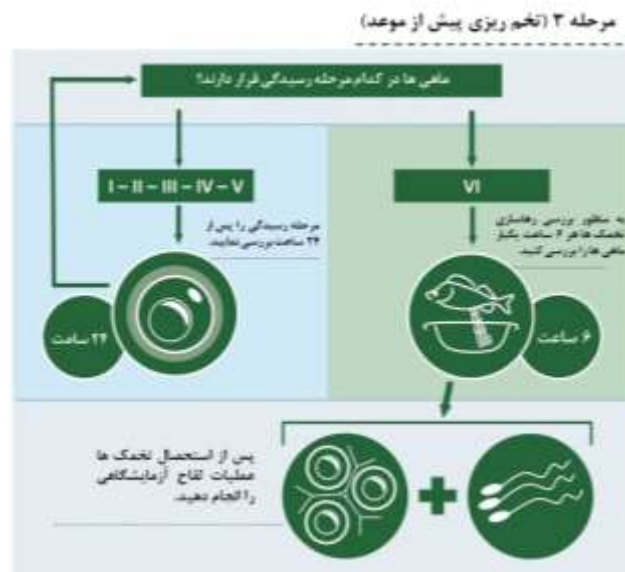 مرحله ۳ (تخم ریزی پیش از موعد)
ماهی ها در کدام مرحله رسیدگی قرار دارند؟
I – II – III – IV – V
VI
مرحله رسیدگی را پس از
۲۴ ساعت بررسی نمایید.
به منظور بررسی رهاسازی
تخمک ها هر ۶ ساعت یکبار
ماهی ها را بررسی کنید.
۲۴ ساعت
۶ ساعت
پس از استحصال تخمک ها
عملیات لقاح آزمایشگاهی
را انجام دهید.